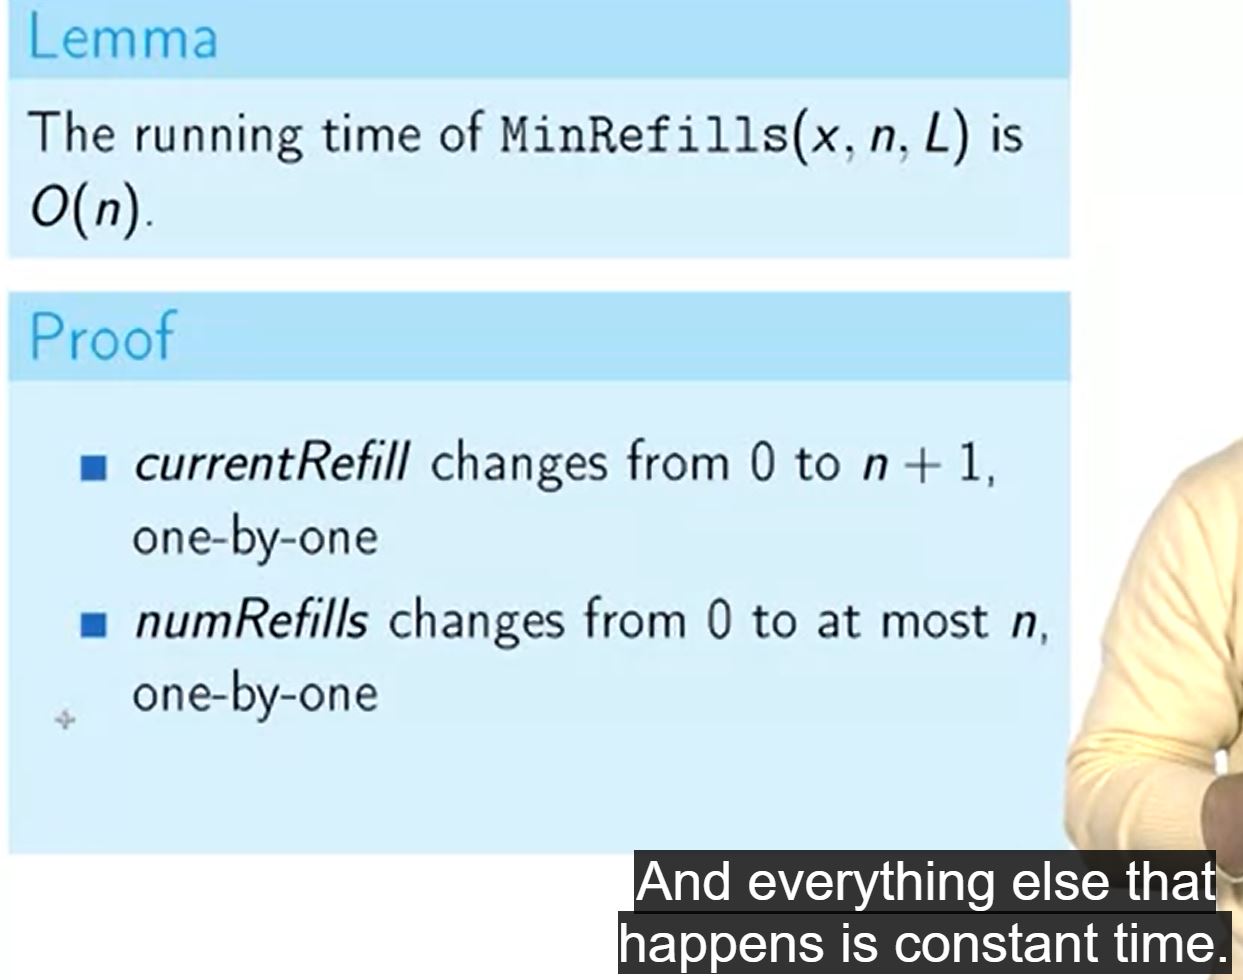 Lemma
The running time of MinRefills(x, n, L) is
O(n).
Proof
■ currentRefill changes from 0 to n + 1,
one-by-one
■ numRefills changes from 0 to at most n,
one-by-one
And everything else that
happens is constant time.